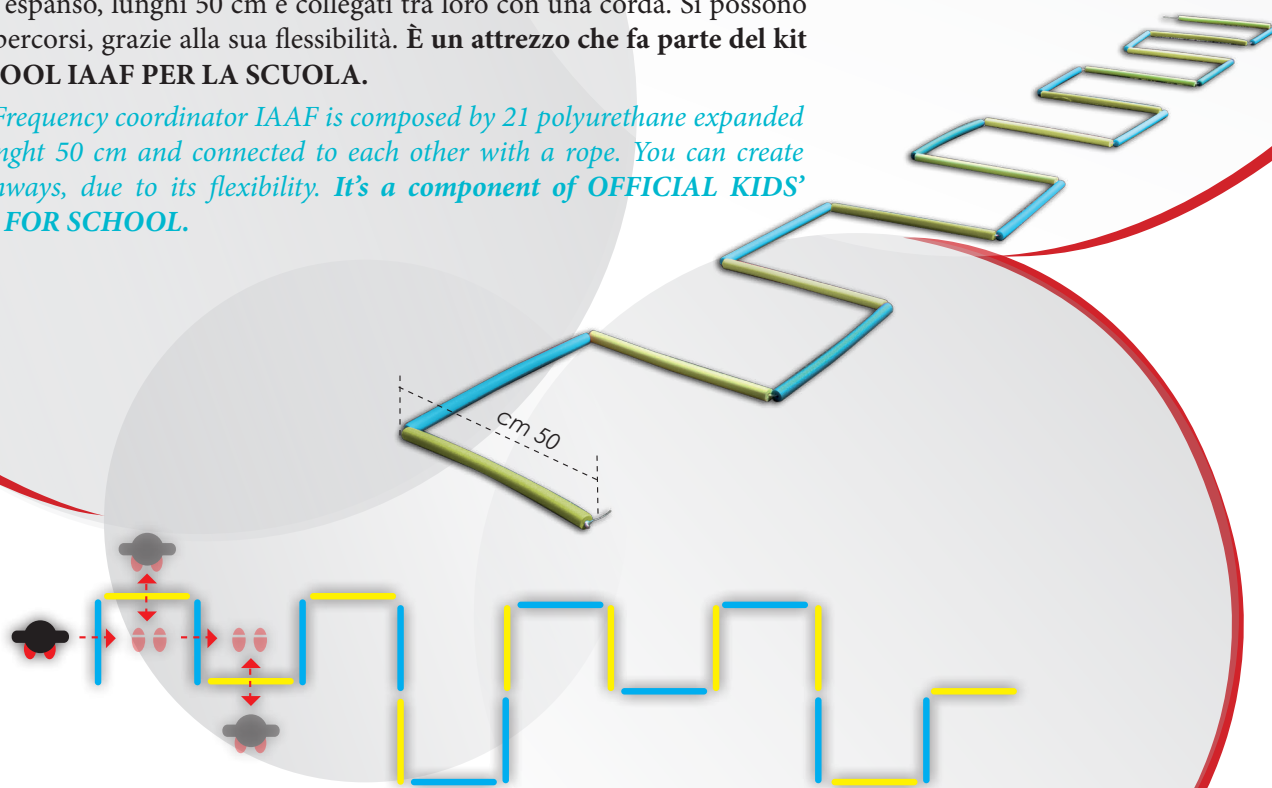 espanso, lunghi 50 cm e collegati tra loro con una corda. Si possono
percorsi, grazie alla sua flessibilità. È un attrezzo che fa parte del kit
OOL IAAF PER LA SCUOLA.
Frequency coordinator IAAF is composed by 21 polyurethane expanded
nght 50 cm and connected to each other with a rope. You can create
nways, due to its flexibility. It's a component of OFFICIAL KIDS’
FOR SCHOOL.
cm 50